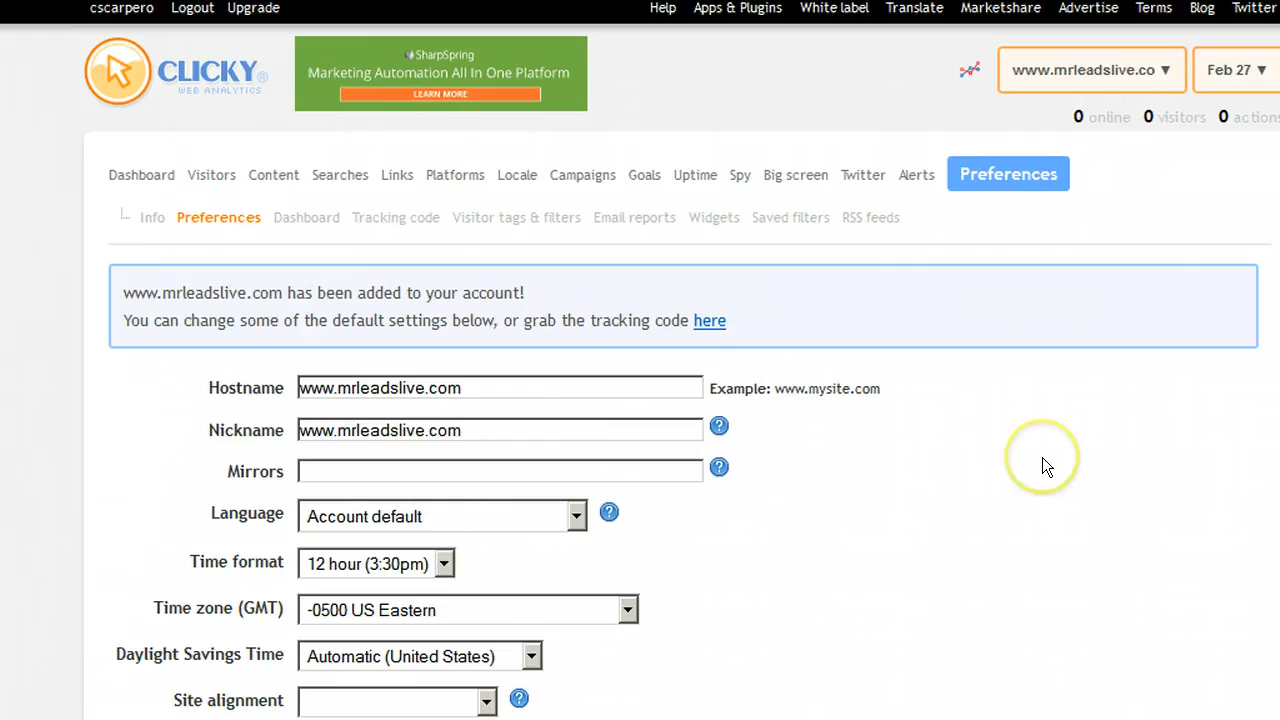 cscarpero Logout Upgrade Help Apps & Plugins White label Translate Marketshare Advertise Terms Blog Twitter
CLICKY®
WEB ANALYTICS
SharpSpring
Marketing Automation All In One Platform
LEARN MORE
www.mrleadslive.co ▼ Feb 27 ▼
0 online 0 visitors 0 actions
Dashboard Visitors Content Searches Links Platforms Locale Campaigns Goals Uptime Spy Big screen Twitter Alerts Preferences
Info Preferences Dashboard Tracking code Visitor tags & filters Email reports Widgets Saved filters RSS feeds
www.mrleadslive.com has been added to your account!
You can change some of the default settings below, or grab the tracking code here
Hostname www.mrleadslive.com Example: www.mysite.com
Nickname www.mrleadslive.com ?
Mirrors ?
Language Account default ?
Time format 12 hour (3:30pm)
Time zone (GMT) -0500 US Eastern
Daylight Savings Time Automatic (United States)
Site alignment ?